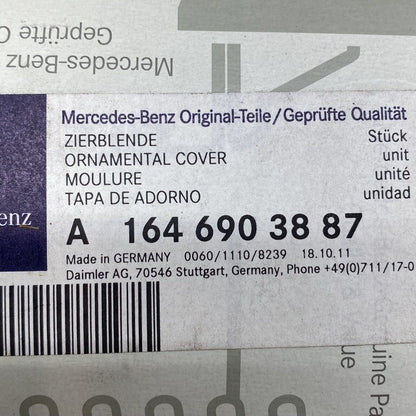 Geprüfte
Mercedes-Benz
Mercedes-Benz Original-Teile/Geprüfte Qualität
ZIERBLENDE Stück
ORNAMENTAL COVER unit
MOULURE unité
TAPA DE ADORNO unidad
enz
A 164 690 38 87
Made in GERMANY 0060/1110/8239 18.10.11
Daimler AG, 70546 Stuttgart, Germany, Phone +49(0)711/17-0